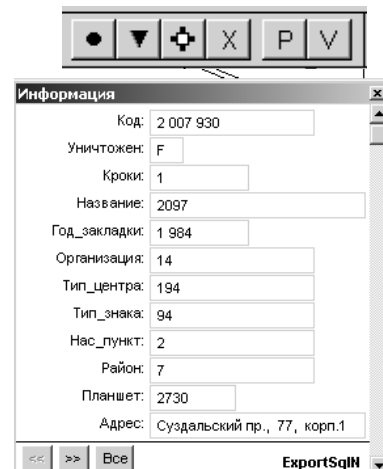 X P V
Информация
Код: 2 007 930
Уничтожен: F
Кроки: 1
Название: 2097
Год_закладки: 1 984
Организация: 14
Тип_центра: 194
Тип_знака: 94
Нас_пункт: 2
Район: 7
Планшет: 2730
Адрес: Суздальский пр., 77, корп.1
<< >> Все ExportSqlN